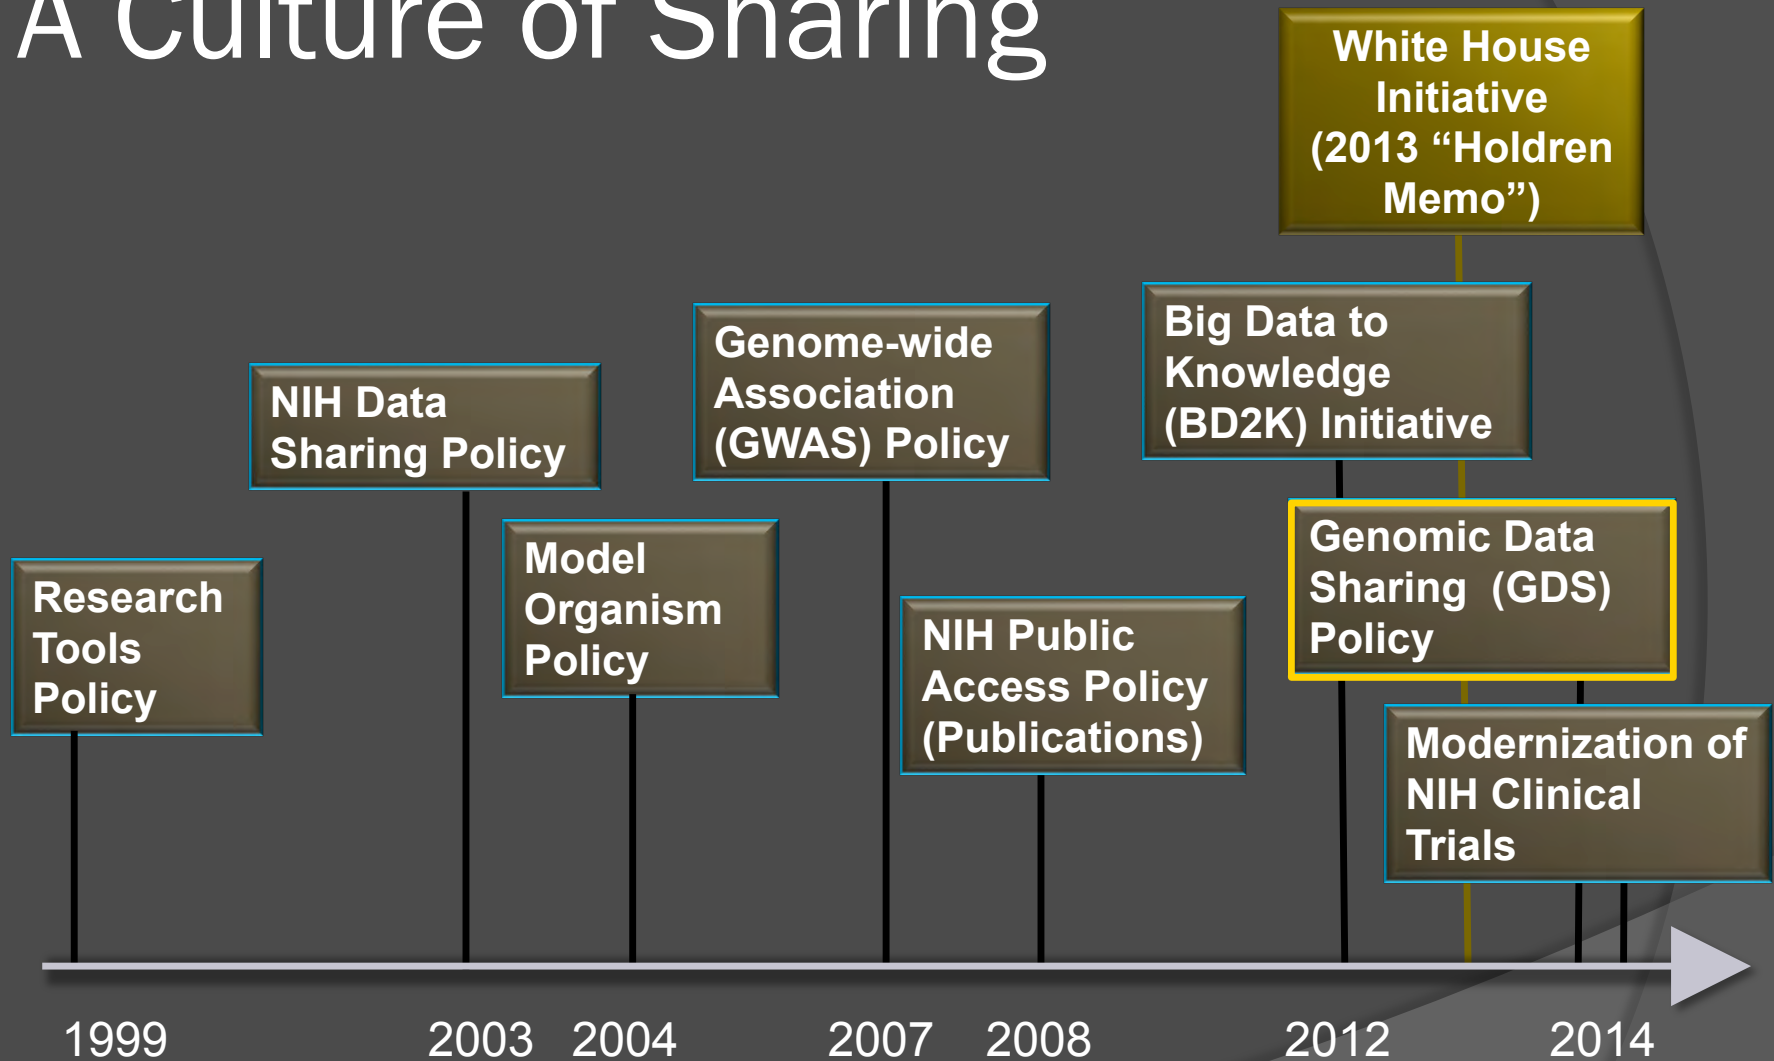 A Culture of Sharing
White House
Initiative
(2013 “Holdren
Memo”)
Research
Tools
Policy
NIH Data
Sharing Policy
Model
Organism
Policy
Genome-wide
Association
(GWAS) Policy
NIH Public
Access Policy
(Publications)
Big Data to
Knowledge
(BD2K) Initiative
Genomic Data
Sharing  (GDS)
Policy
Modernization of
NIH Clinical
Trials
1999 2003 2004 2007 2008 2012 2014